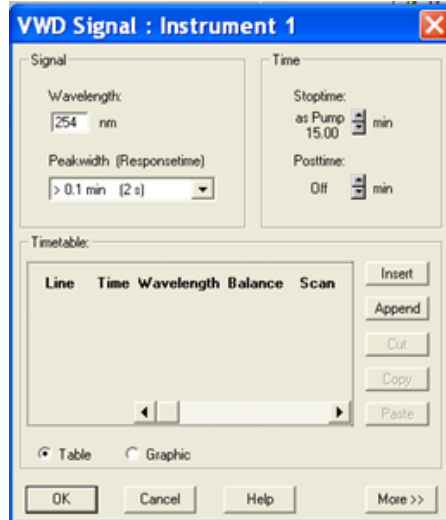 VWD Signal : Instrument 1
Signal
Wavelength:
254 nm
Peakwidth (Responsetime)
> 0.1 min (2 s)
Time
Stoptime:
as Pump
15.00 min
Posttime:
Off min
Timetable:
Line Time Wavelength Balance Scan
Insert
Append
Cut
Copy
Paste
Table Graphic
OK Cancel Help More >>